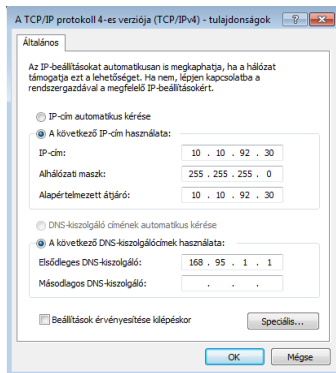 A TCP/IP protokoll 4-es verziója (TCP/IPv4) - tulajdonságok
Általános
Az IP-beállításokat automatikusan is megkaphatja, ha a hálózat
támogatja ezt a lehetőséget. Ha nem, lépjen kapcsolatba a
rendszergazdával a megfelelő IP-beállításokért.
IP-cím automatikus kérése
A következő IP-cím használata:
IP-cím: 10 . 10 . 92 . 30
Alhálózati maszk: 255 . 255 . 255 . 0
Alapértelmezett átjáró: 10 . 10 . 92 . 30
DNS-kiszolgáló címének automatikus kérése
A következő DNS-kiszolgálócímek használata:
Elsődleges DNS-kiszolgáló: 168 . 95 . 1 . 1
Másodlagos DNS-kiszolgáló: . . .
Beállítások érvényesítése kilépéskor
Speciális...
OK Mégse